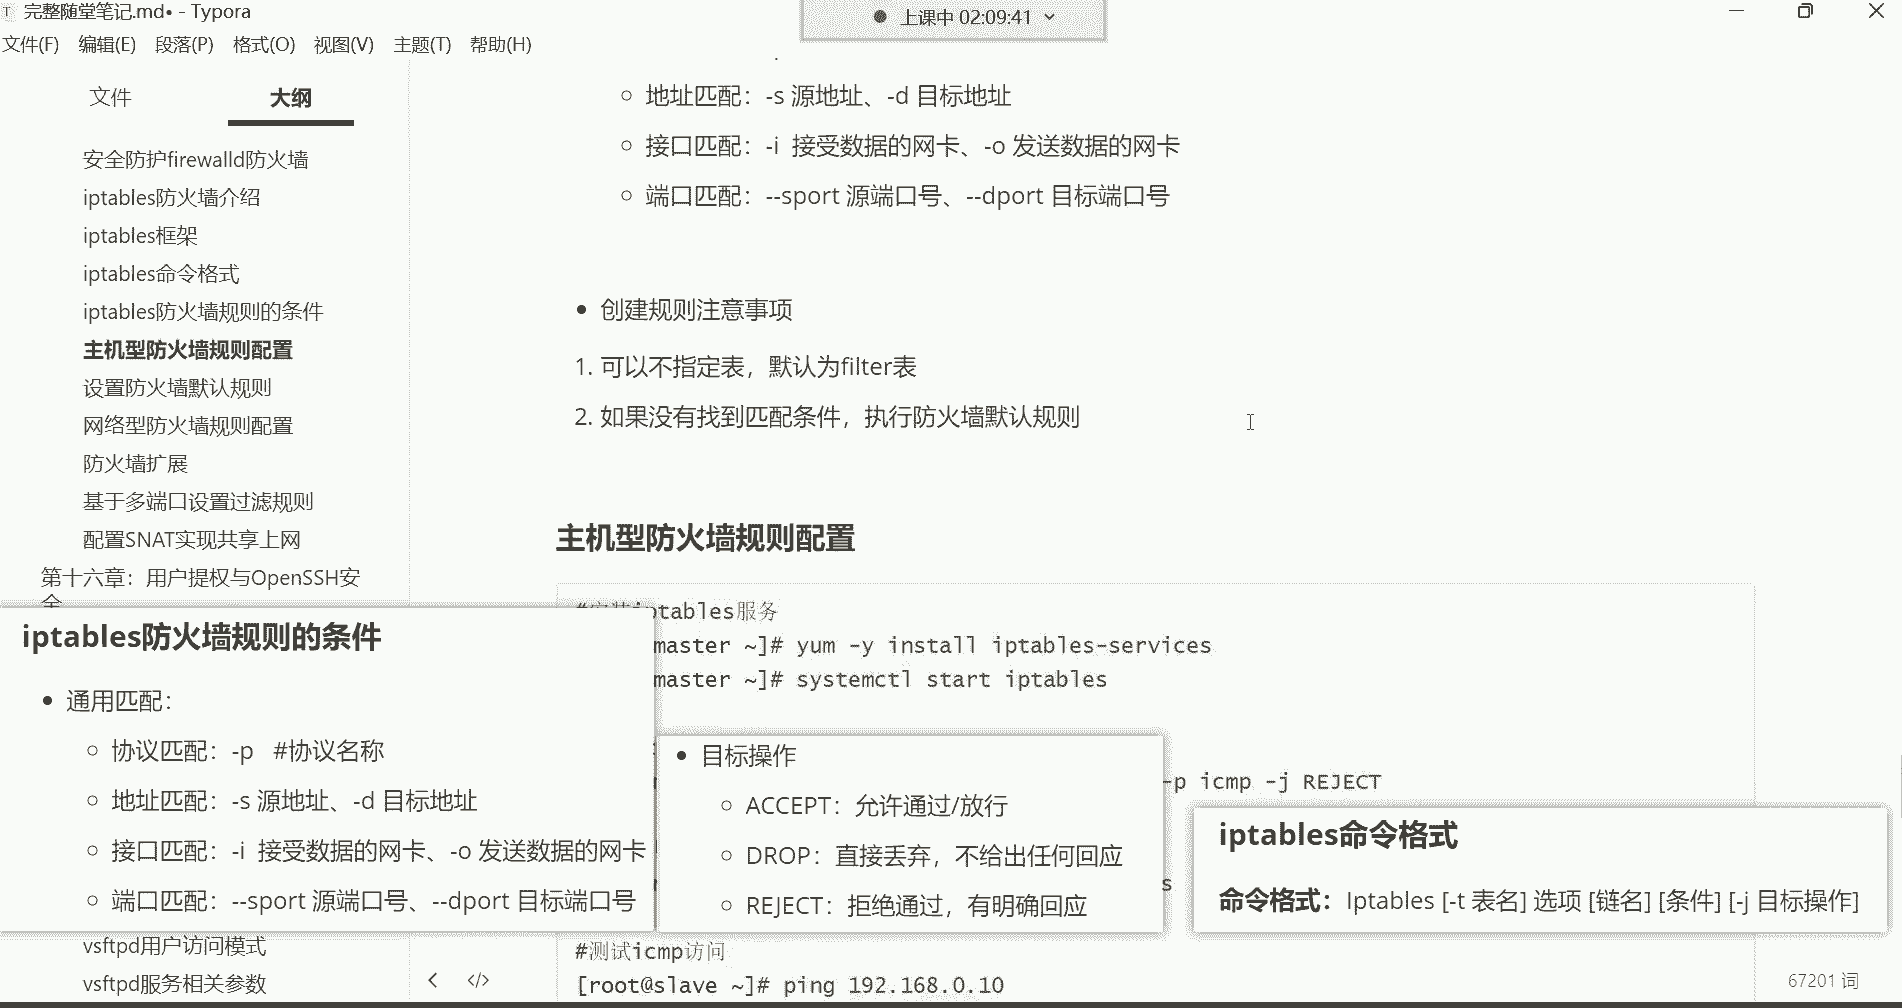 完整随堂笔记.md• - Typora
上课中 02:09:41
文件(F) 编辑(E) 段落(P) 格式(O) 视图(V) 主题(T) 帮助(H)
文件 大纲
安全防护firewalld防火墙
iptables防火墙介绍
iptables框架
iptables命令格式
iptables防火墙规则的条件
主机型防火墙规则配置
设置防火墙默认规则
网络型防火墙规则配置
防火墙扩展
基于多端口设置过滤规则
配置SNAT实现共享上网
第十六章：用户提权与OpenSSH安
全
vsftpd用户访问模式
vsftpd服务相关参数
地址匹配：-s 源地址、-d 目标地址
接口匹配：-i 接受数据的网卡、-o 发送数据的网卡
端口匹配：--sport 源端口号、--dport 目标端口号
创建规则注意事项
1. 可以不指定表，默认为filter表
2. 如果没有找到匹配条件，执行防火墙默认规则
主机型防火墙规则配置
#安装iptables服务
master ~]# yum -y install iptables-services
master ~]# systemctl start iptables
-p icmp -j REJECT
s
#测试icmp访问
[root@slave ~]# ping 192.168.0.10
iptables防火墙规则的条件
通用匹配：
协议匹配：-p #协议名称
地址匹配：-s 源地址、-d 目标地址
接口匹配：-i 接受数据的网卡、-o 发送数据的网卡
端口匹配：--sport 源端口号、--dport 目标端口号
目标操作
ACCEPT：允许通过/放行
DROP：直接丢弃，不给出任何回应
REJECT：拒绝通过，有明确回应
iptables命令格式
命令格式：Iptables [-t 表名] 选项 [链名] [条件] [-j 目标操作]
67201 词